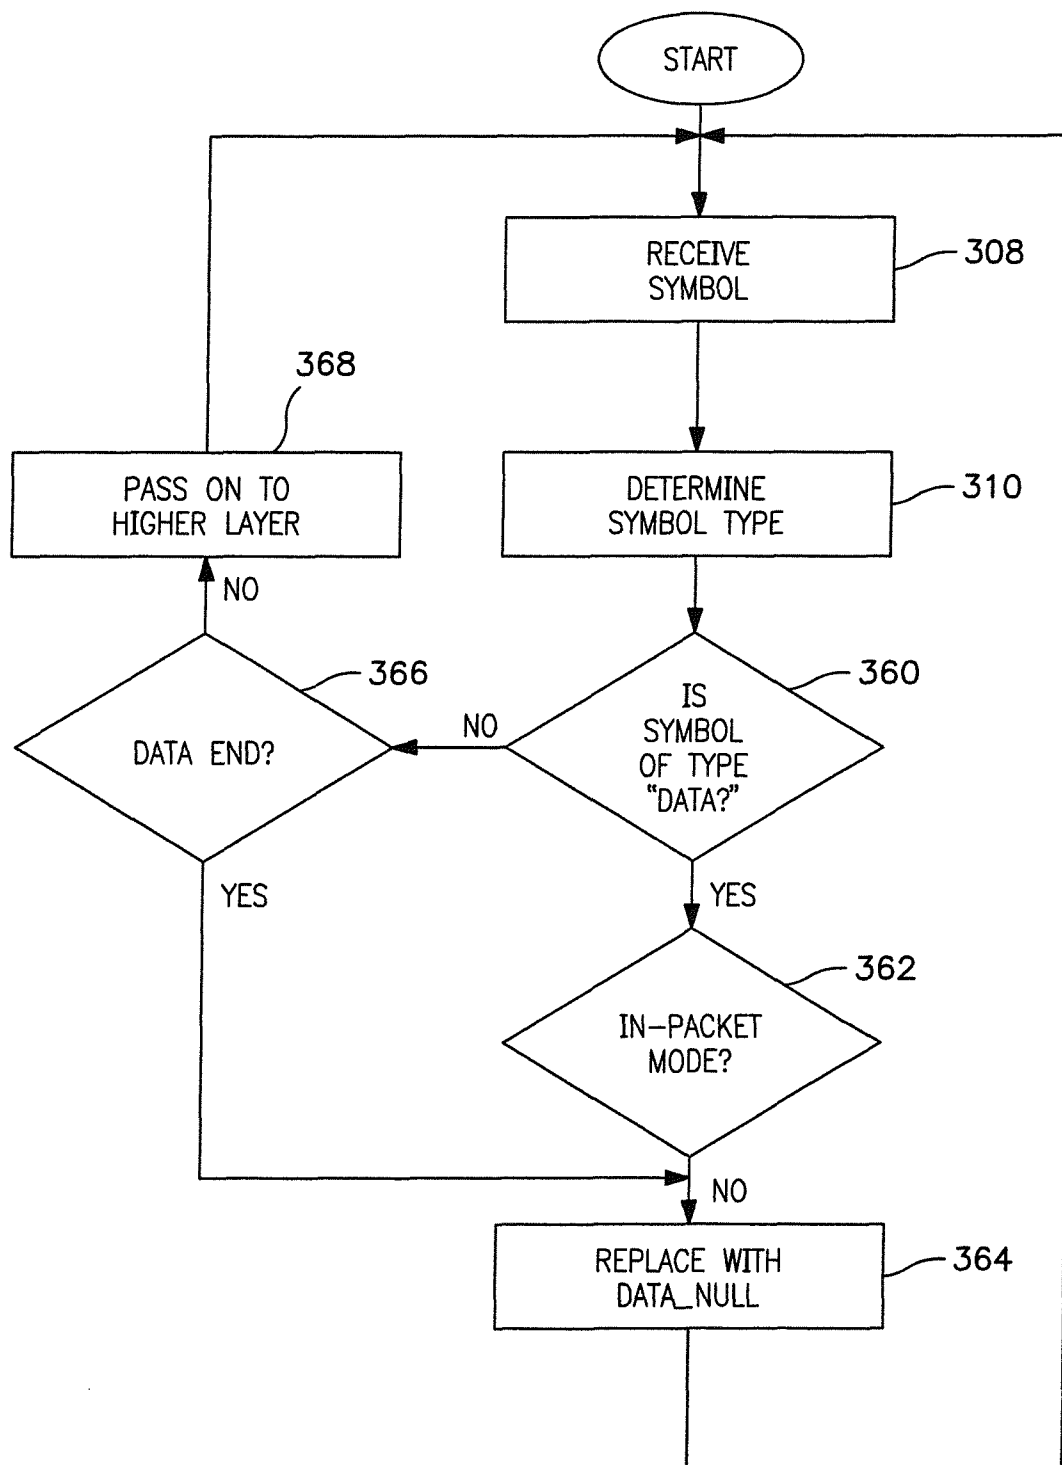 START
RECEIVE
SYMBOL
308
368
PASS ON TO
HIGHER LAYER
DETERMINE
SYMBOL TYPE
310
NO
366
360
DATA END?
NO
IS
SYMBOL
OF TYPE
"DATA?"
YES
YES
362
IN-PACKET
MODE?
NO
REPLACE WITH
DATA_NULL
364